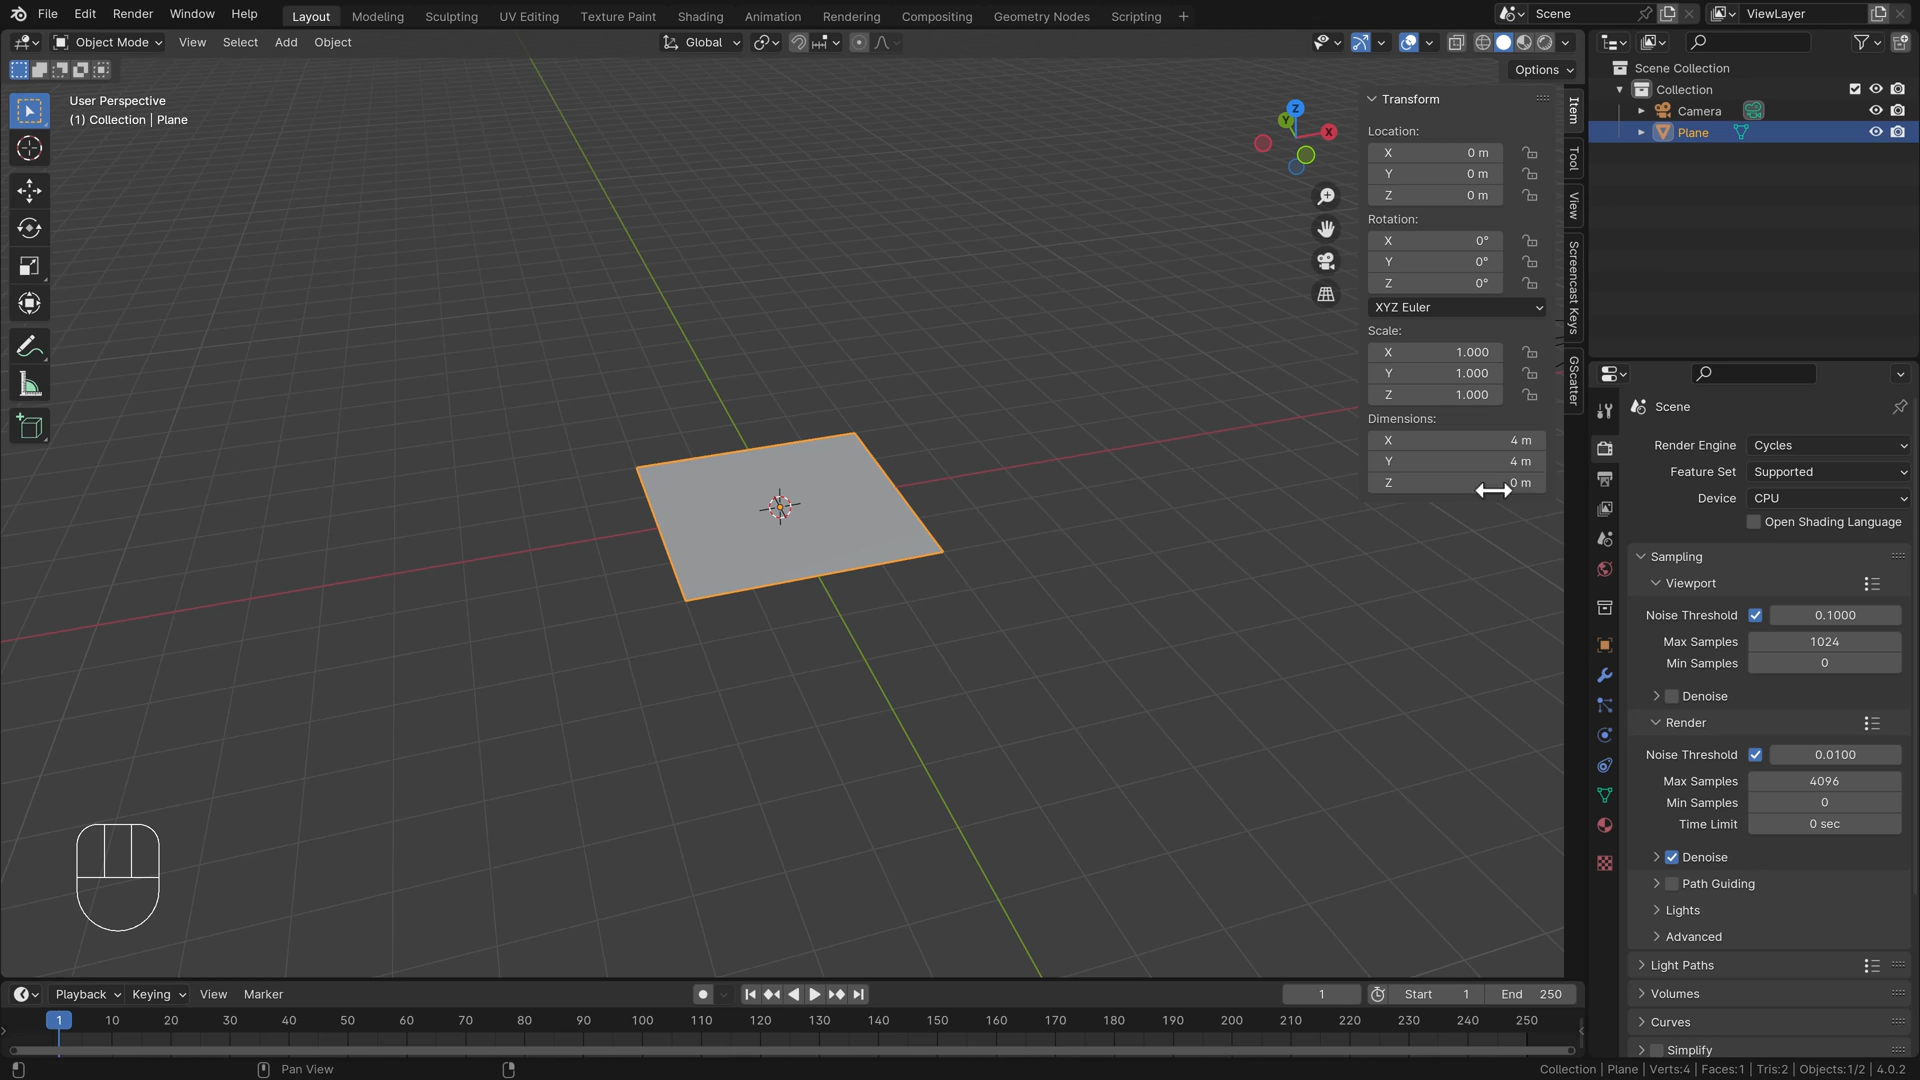 File Edit Render Window Help Layout Modeling Sculpting UV Editing Texture Paint Shading Animation Rendering Compositing Geometry Nodes Scripting + Scene ViewLayer
Object Mode View Select Add Object Global
Options
User Perspective
(1) Collection | Plane
Z
Y
X
Transform
Location:
X 0 m
Y 0 m
Z 0 m
Rotation:
X 0°
Y 0°
Z 0°
XYZ Euler
Scale:
X 1.000
Y 1.000
Z 1.000
Dimensions:
X 4 m
Y 4 m
Z 0 m
Item
Tool
View
Screencast Keys
GScatter
Scene Collection
Collection
Camera
Plane
Scene
Render Engine Cycles
Feature Set Supported
Device CPU
Open Shading Language
Sampling
Viewport
Noise Threshold 0.1000
Max Samples 1024
Min Samples 0
Denoise
Render
Noise Threshold 0.0100
Max Samples 4096
Min Samples 0
Time Limit 0 sec
Denoise
Path Guiding
Lights
Advanced
Light Paths
Volumes
Curves
Simplify
Playback Keying View Marker 1 Start 1 End 250
1 10 20 30 40 50 60 70 80 90 100 110 120 130 140 150 160 170 180 190 200 210 220 230 240 250
Pan View
Collection | Plane | Verts:4 | Faces:1 | Tris:2 | Objects:1/2 | 4.0.2